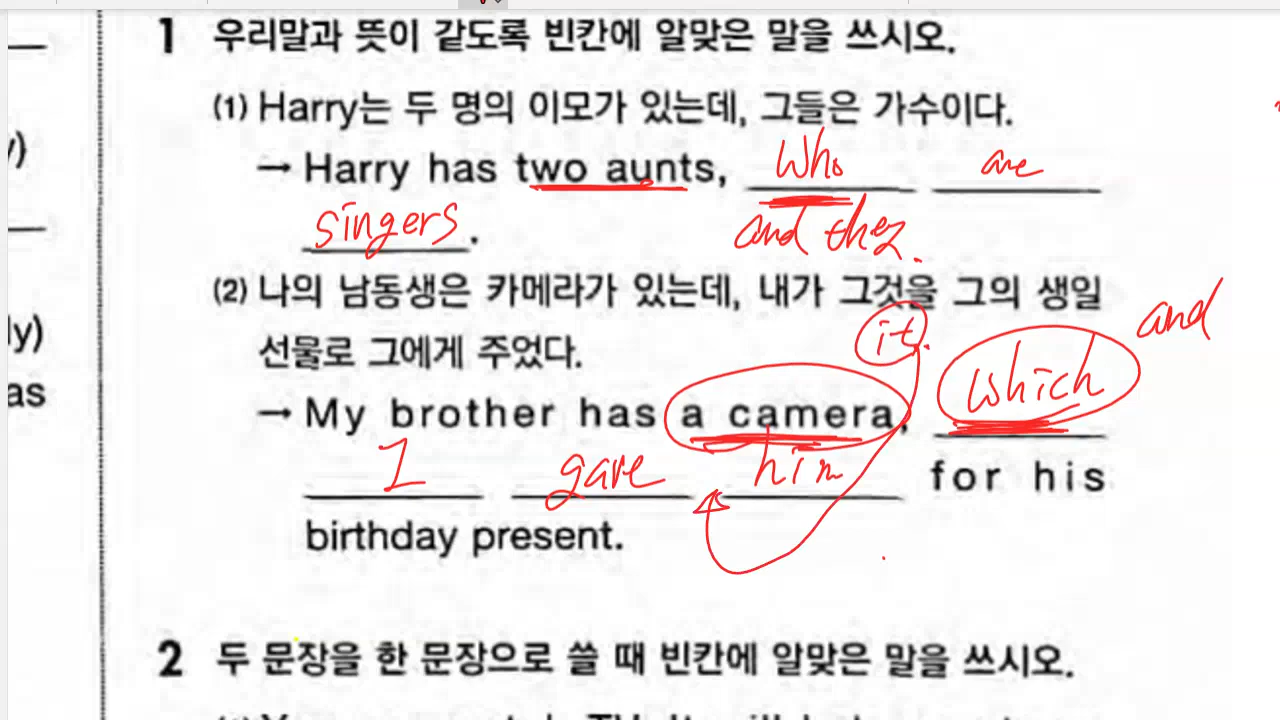 1 우리말과 뜻이 같도록 빈칸에 알맞은 말을 쓰시오.
(1) Harry는 두 명의 이모가 있는데, 그들은 가수이다.
→ Harry has two aunts, who are
singers.
and they
(2) 나의 남동생은 카메라가 있는데, 내가 그것을 그의 생일
선물로 그에게 주었다.
it.
and
→ My brother has a camera, which
I gave him for his
birthday present.
2 두 문장을 한 문장으로 쓸 때 빈칸에 알맞은 말을 쓰시오.
y)
ly)
as